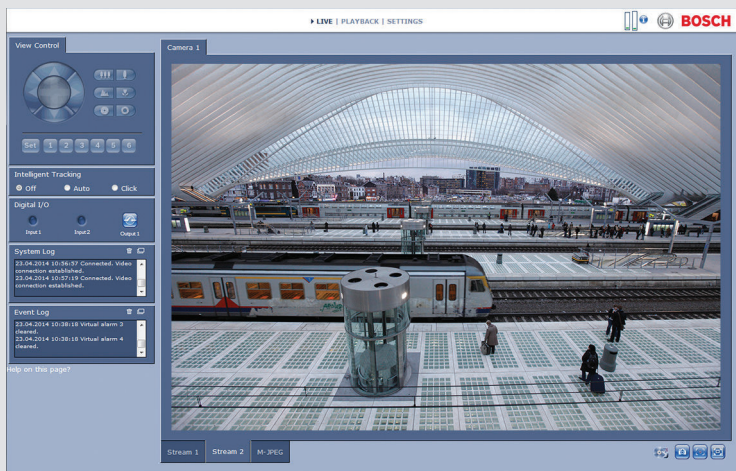 LIVE | PLAYBACK | SETTINGS
BOSCH
View Control
Set 1 2 3 4 5 6
Intelligent Tracking
Off Auto Click
Digital I/O
Input 1 Input 2 Output 1
System Log
23.04.2014 10:56:57 Connected. Video
connection established.
23.04.2014 10:57:19 Connected. Video
connection established.
Event Log
23.04.2014 10:38:18 Virtual alarm 3
cleared.
23.04.2014 10:38:18 Virtual alarm 4
cleared.
Help on this page?
Camera 1
Stream 1 Stream 2 M-JPEG